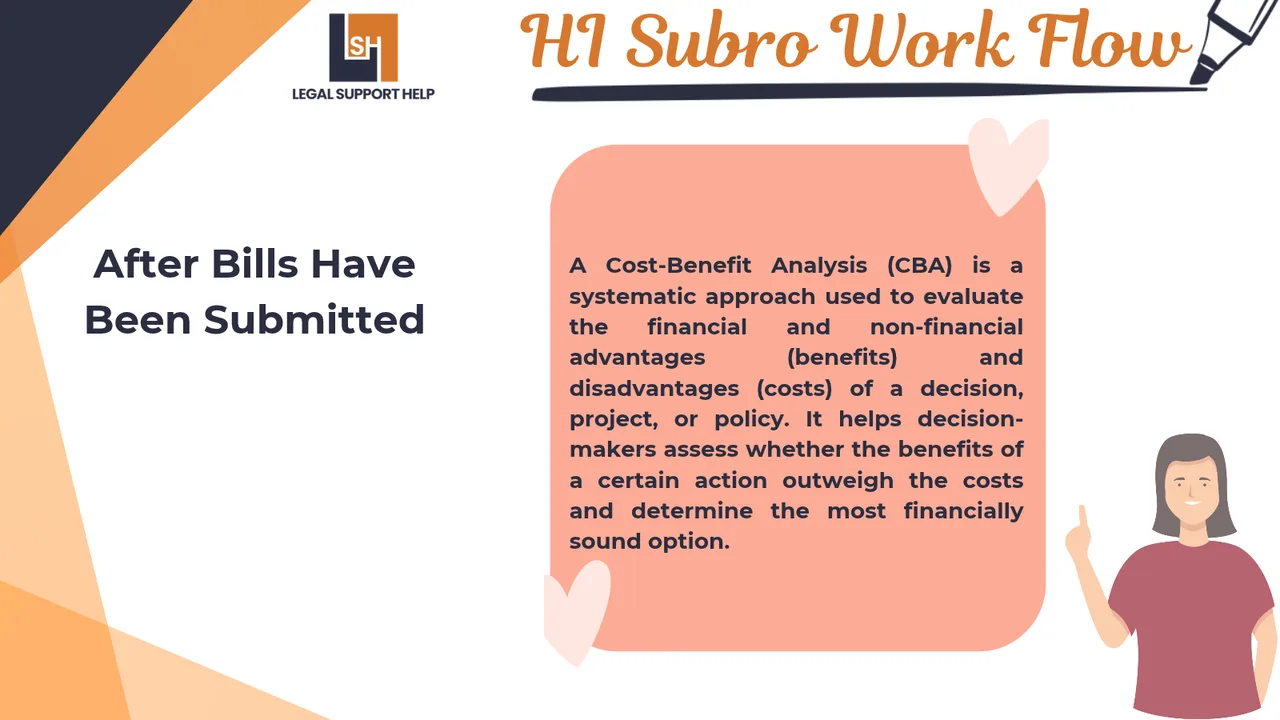 LSH
LEGAL SUPPORT HELP
HI Subro Work Flow
After Bills Have
Been Submitted
A Cost-Benefit Analysis (CBA) is a
systematic approach used to evaluate
the financial and non-financial
advantages (benefits) and
disadvantages (costs) of a decision,
project, or policy. It helps decision-
makers assess whether the benefits of
a certain action outweigh the costs
and determine the most financially
sound option.